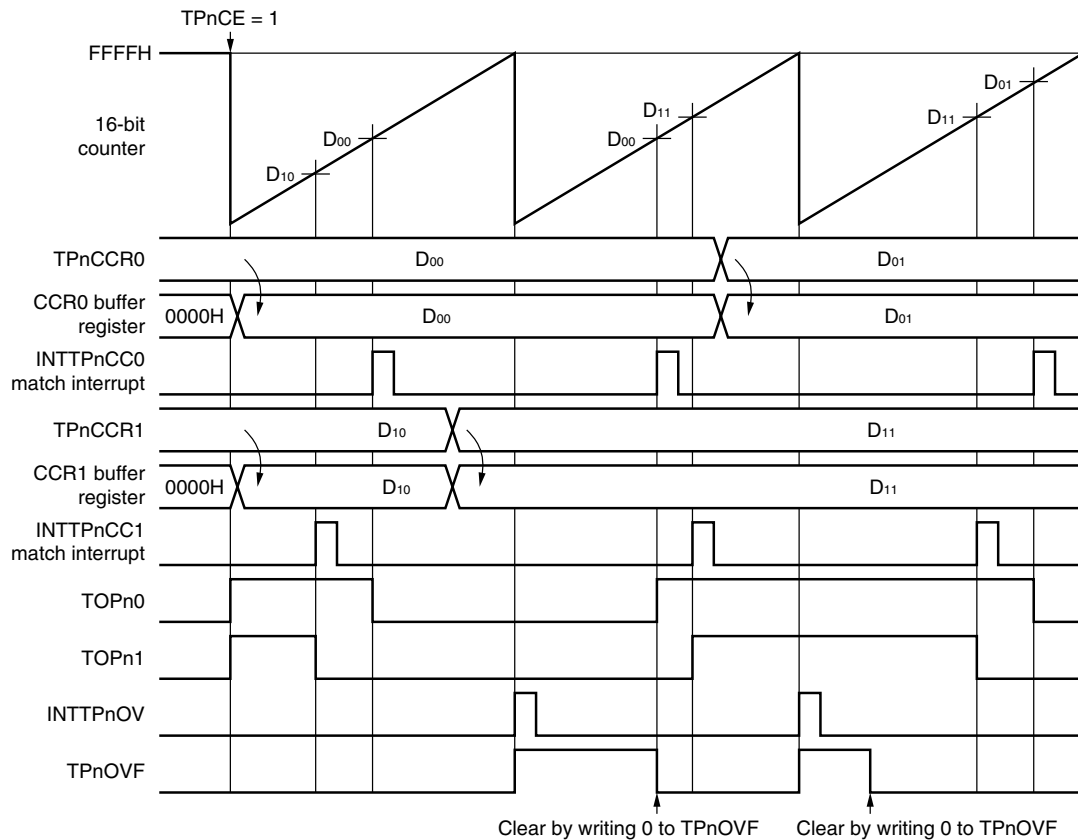 TPnCE = 1
FFFFH
16-bit
counter
D10
D00
D00
D11
D11
D01
TPnCCR0
D00
D01
CCR0 buffer
register
0000H
D00
D01
INTTPnCC0
match interrupt
TPnCCR1
D10
D11
CCR1 buffer
register
0000H
D10
D11
INTTPnCC1
match interrupt
TOPn0
TOPn1
INTTPnOV
TPnOVF
Clear by writing 0 to TPnOVF
Clear by writing 0 to TPnOVF